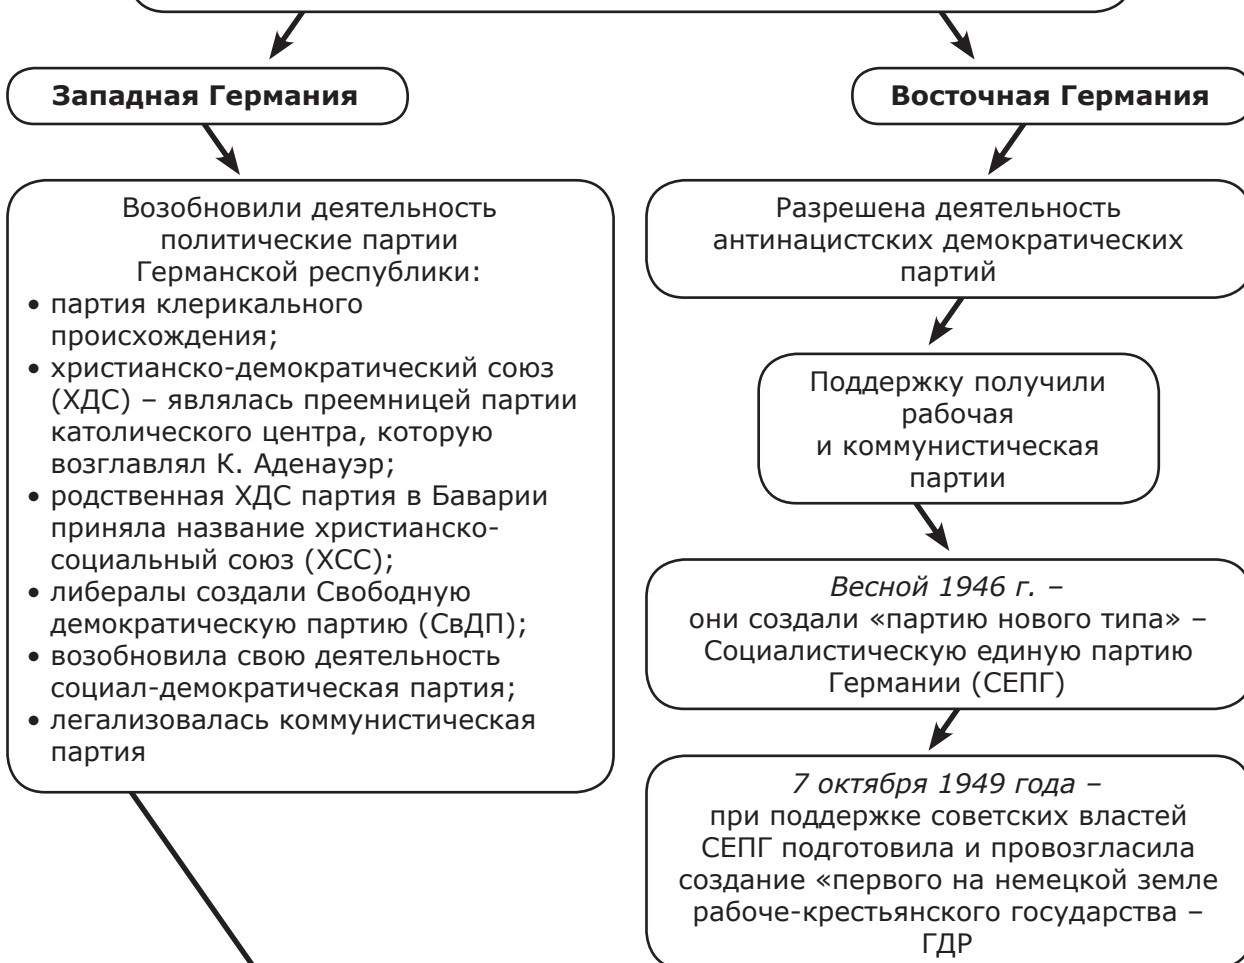 Западная Германия
Восточная Германия
Возобновили деятельность
политические партии
Германской республики:
• партия клерикального
происхождения;
• христианско-демократический союз
(ХДС) – являлась преемницей партии
католического центра, которую
возглавлял К. Аденауэр;
• родственная ХДС партия в Баварии
приняла название христианско-
социальный союз (ХСС);
• либералы создали Свободную
демократическую партию (СвДП);
• возобновила свою деятельность
социал-демократическая партия;
• легализовалась коммунистическая
партия
Разрешена деятельность
антинацистских демократических
партий
Поддержку получили
рабочая
и коммунистическая
партии
Весной 1946 г. –
они создали «партию нового типа» –
Социалистическую единую партию
Германии (СЕПГ)
7 октября 1949 года –
при поддержке советских властей
СЕПГ подготовила и провозгласила
создание «первого на немецкой земле
рабоче-крестьянского государства –
ГДР